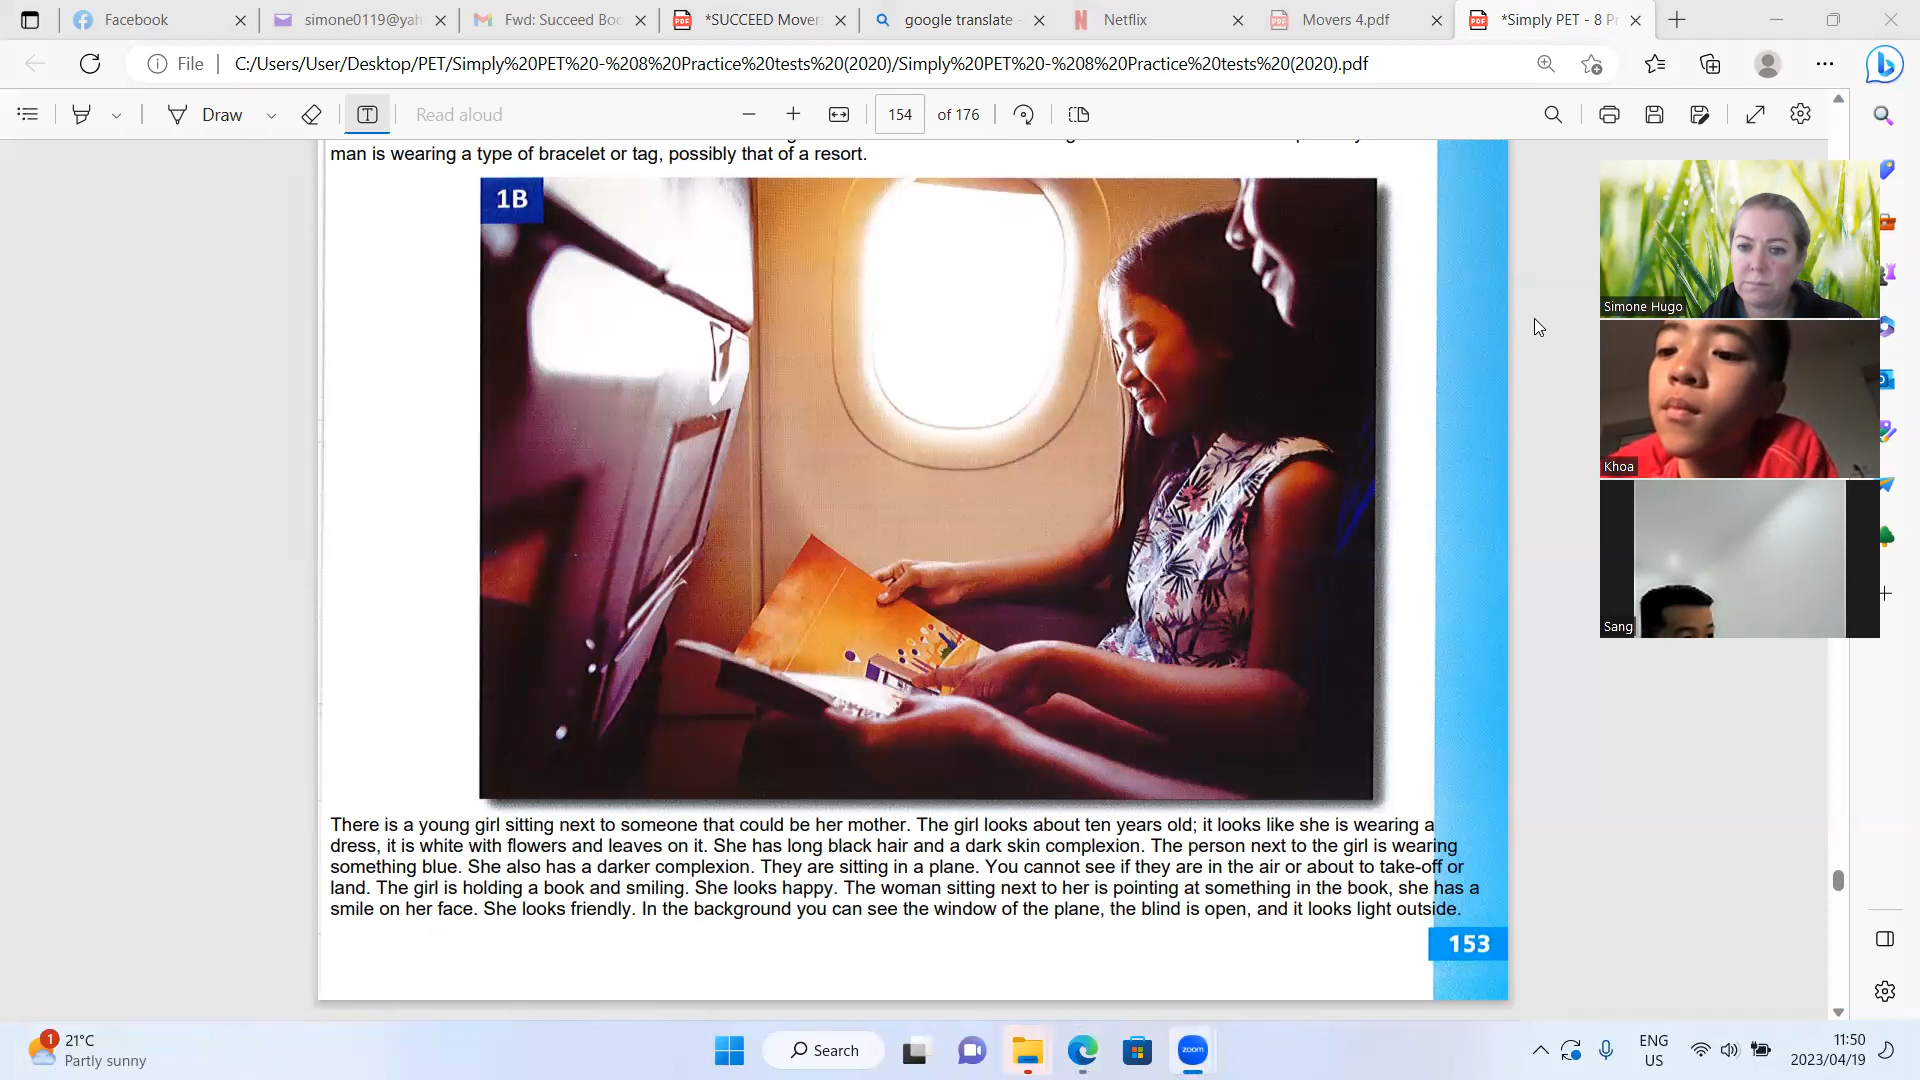 Facebook
simone0119@yah
Fwd: Succeed Boo
*SUCCEED Movers
google translate -
Netflix
Movers 4.pdf
*Simply PET - 8 Pr
File
C:/Users/User/Desktop/PET/Simply%20PET%20-%208%20Practice%20tests%20(2020)/Simply%20PET%20-%208%20Practice%20tests%20(2020).pdf
Draw
Read aloud
154 of 176
man is wearing a type of bracelet or tag, possibly that of a resort.
1B
Simone Hugo
Khoa
Sang
There is a young girl sitting next to someone that could be her mother. The girl looks about ten years old; it looks like she is wearing a
dress, it is white with flowers and leaves on it. She has long black hair and a dark skin complexion. The person next to the girl is wearing
something blue. She also has a darker complexion. They are sitting in a plane. You cannot see if they are in the air or about to take-off or
land. The girl is holding a book and smiling. She looks happy. The woman sitting next to her is pointing at something in the book, she has a
smile on her face. She looks friendly. In the background you can see the window of the plane, the blind is open, and it looks light outside.
153
1
21°C
Partly sunny
Search
zoom
ENG
US
11:50
2023/04/19